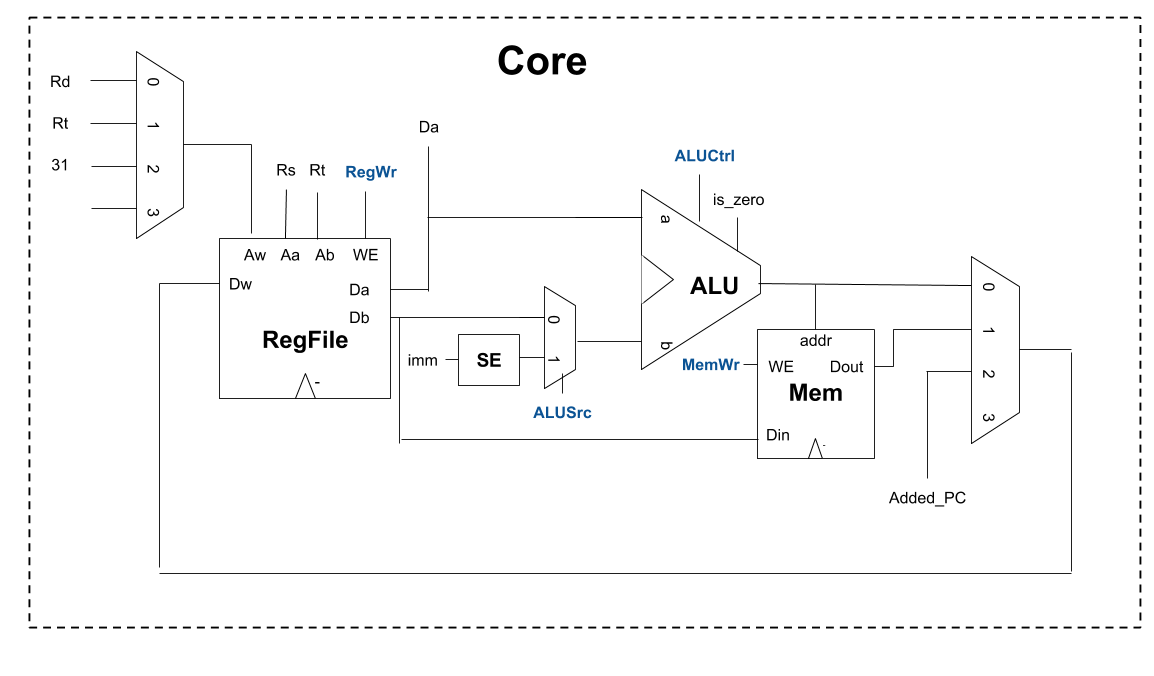 Core
Rd
Rt
31
0
1
2
3
Rs
Rt
RegWr
Da
ALUCtrl
is_zero
Aw
Aa
Ab
WE
Dw
Da
Db
RegFile
-
imm
SE
0
1
ALUSrc
a
b
ALU
MemWr
addr
WE
Dout
Mem
Din
-
0
1
2
3
Added_PC